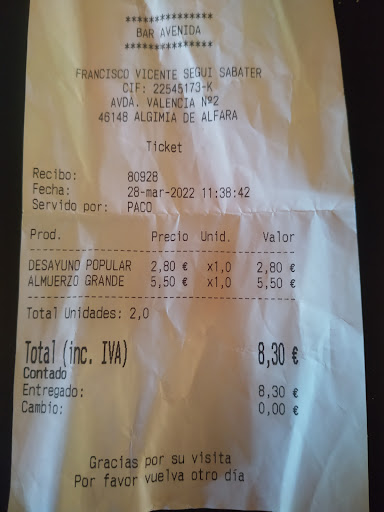 ***************
BAR AVENIDA
***************
FRANCISCO VICENTE SEGUI SABATER
CIF: 22545173-K
AVDA. VALENCIA Nº2
46148 ALGIMIA DE ALFARA
Ticket
Recibo: 80928
Fecha: 28-mar-2022 11:38:42
Servido por: PACO
Prod. Precio Unid. Valor
DESAYUNO POPULAR 2,80 € x1,0 2,80 €
ALMUERZO GRANDE 5,50 € x1,0 5,50 €
Total Unidades: 2,0
Total (inc. IVA) 8,30 €
Contado
Entregado: 8,30 €
Cambio: 0,00 €
Gracias por su visita
Por favor vuelva otro día